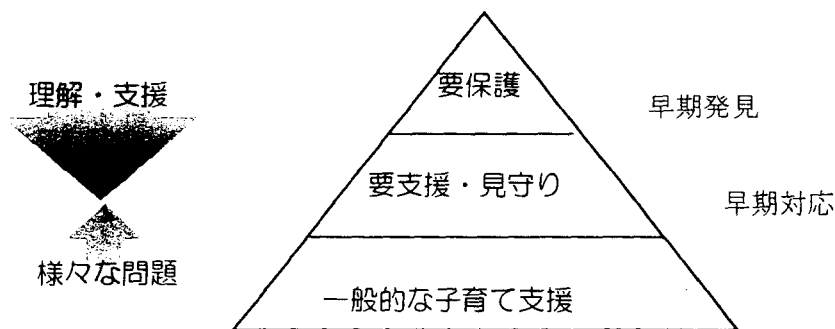 理解・支援
様々な問題
要保護
要支援・見守り
一般的な子育て支援
早期発見
早期対応